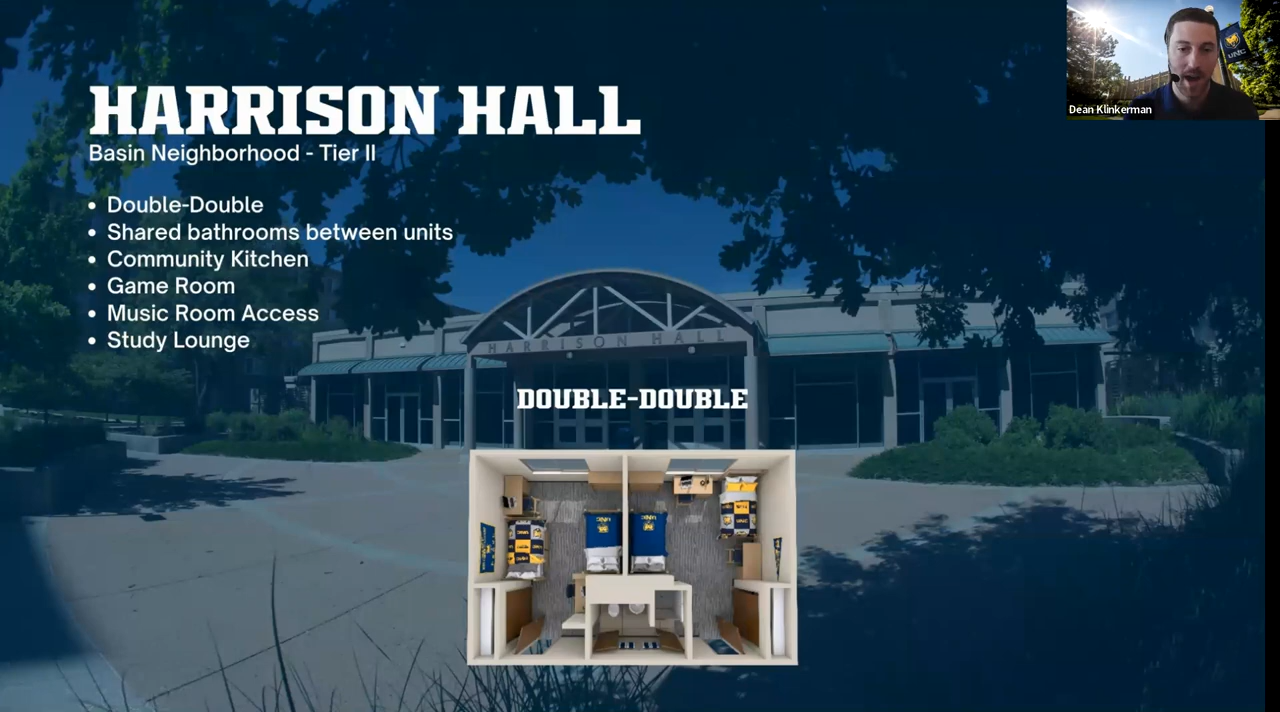 HARRISON HALL
Basin Neighborhood - Tier II
• Double-Double
• Shared bathrooms between units
• Community Kitchen
• Game Room
• Music Room Access
• Study Lounge
HARRISON HALL
DOUBLE-DOUBLE
UNC
Dean Klinkerman